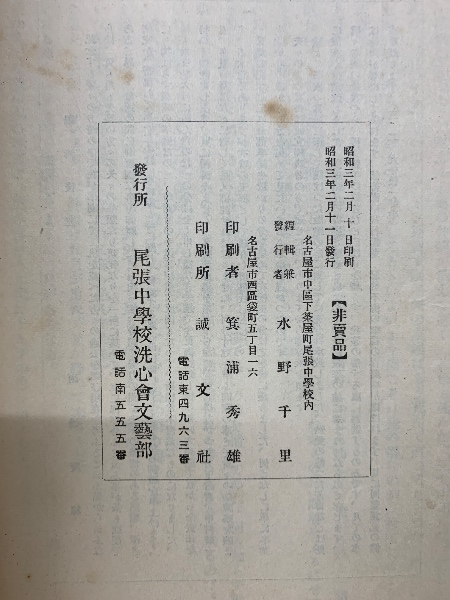 昭和三年二月十日印刷
昭和三年二月十一日發行
【非賣品】
名古屋市中區下茶屋町尾張中學校内
編輯兼發行者 水野千里
名古屋市西區袋町五丁目一六
印刷者 箕浦秀雄
印刷所 誠文社
電話東四九六三番
發行所 尾張中學校洗心會文藝部
電話南五五五番